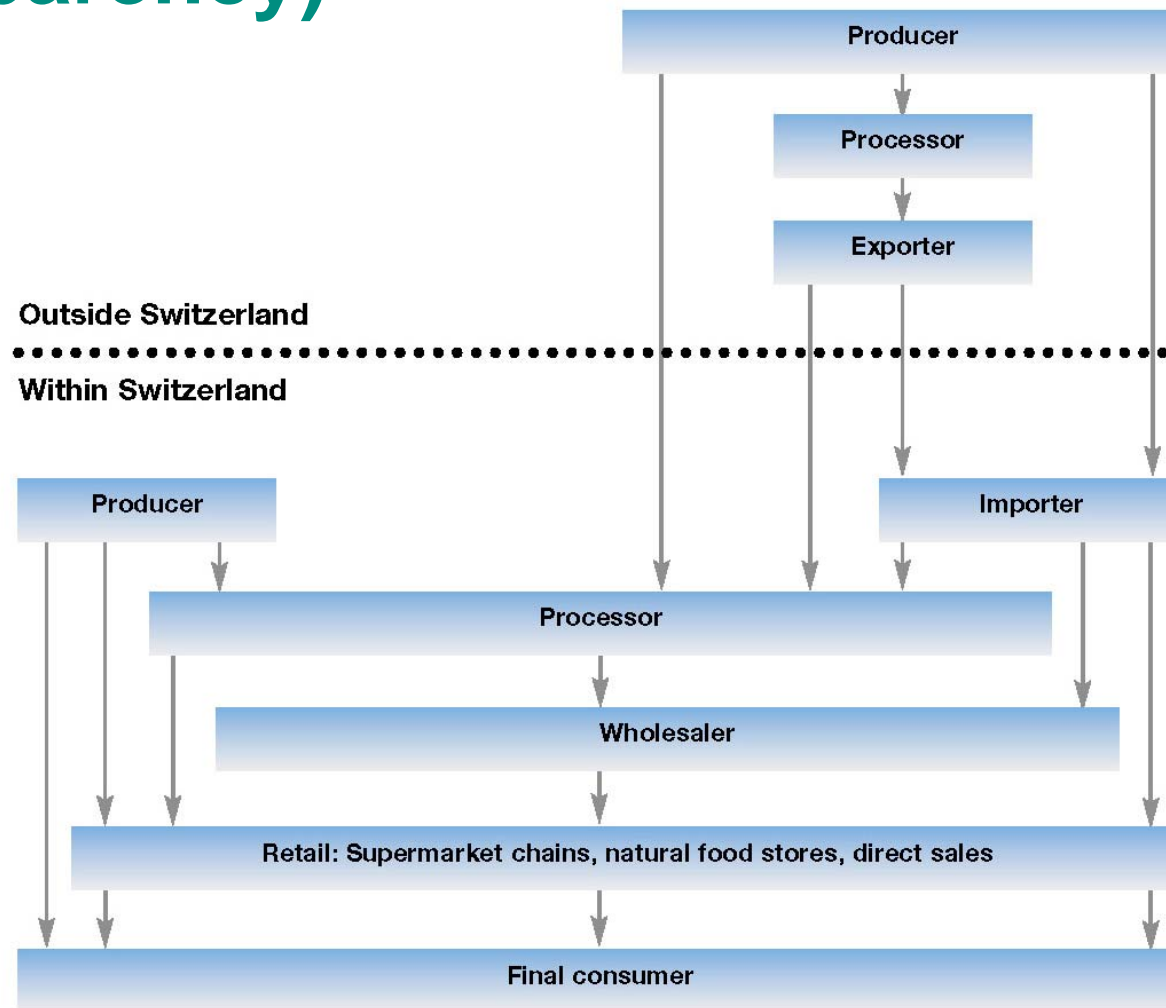 Producer
Processor
Exporter
Outside Switzerland
Within Switzerland
Producer
Importer
Processor
Wholesaler
Retail: Supermarket chains, natural food stores, direct sales
Final consumer